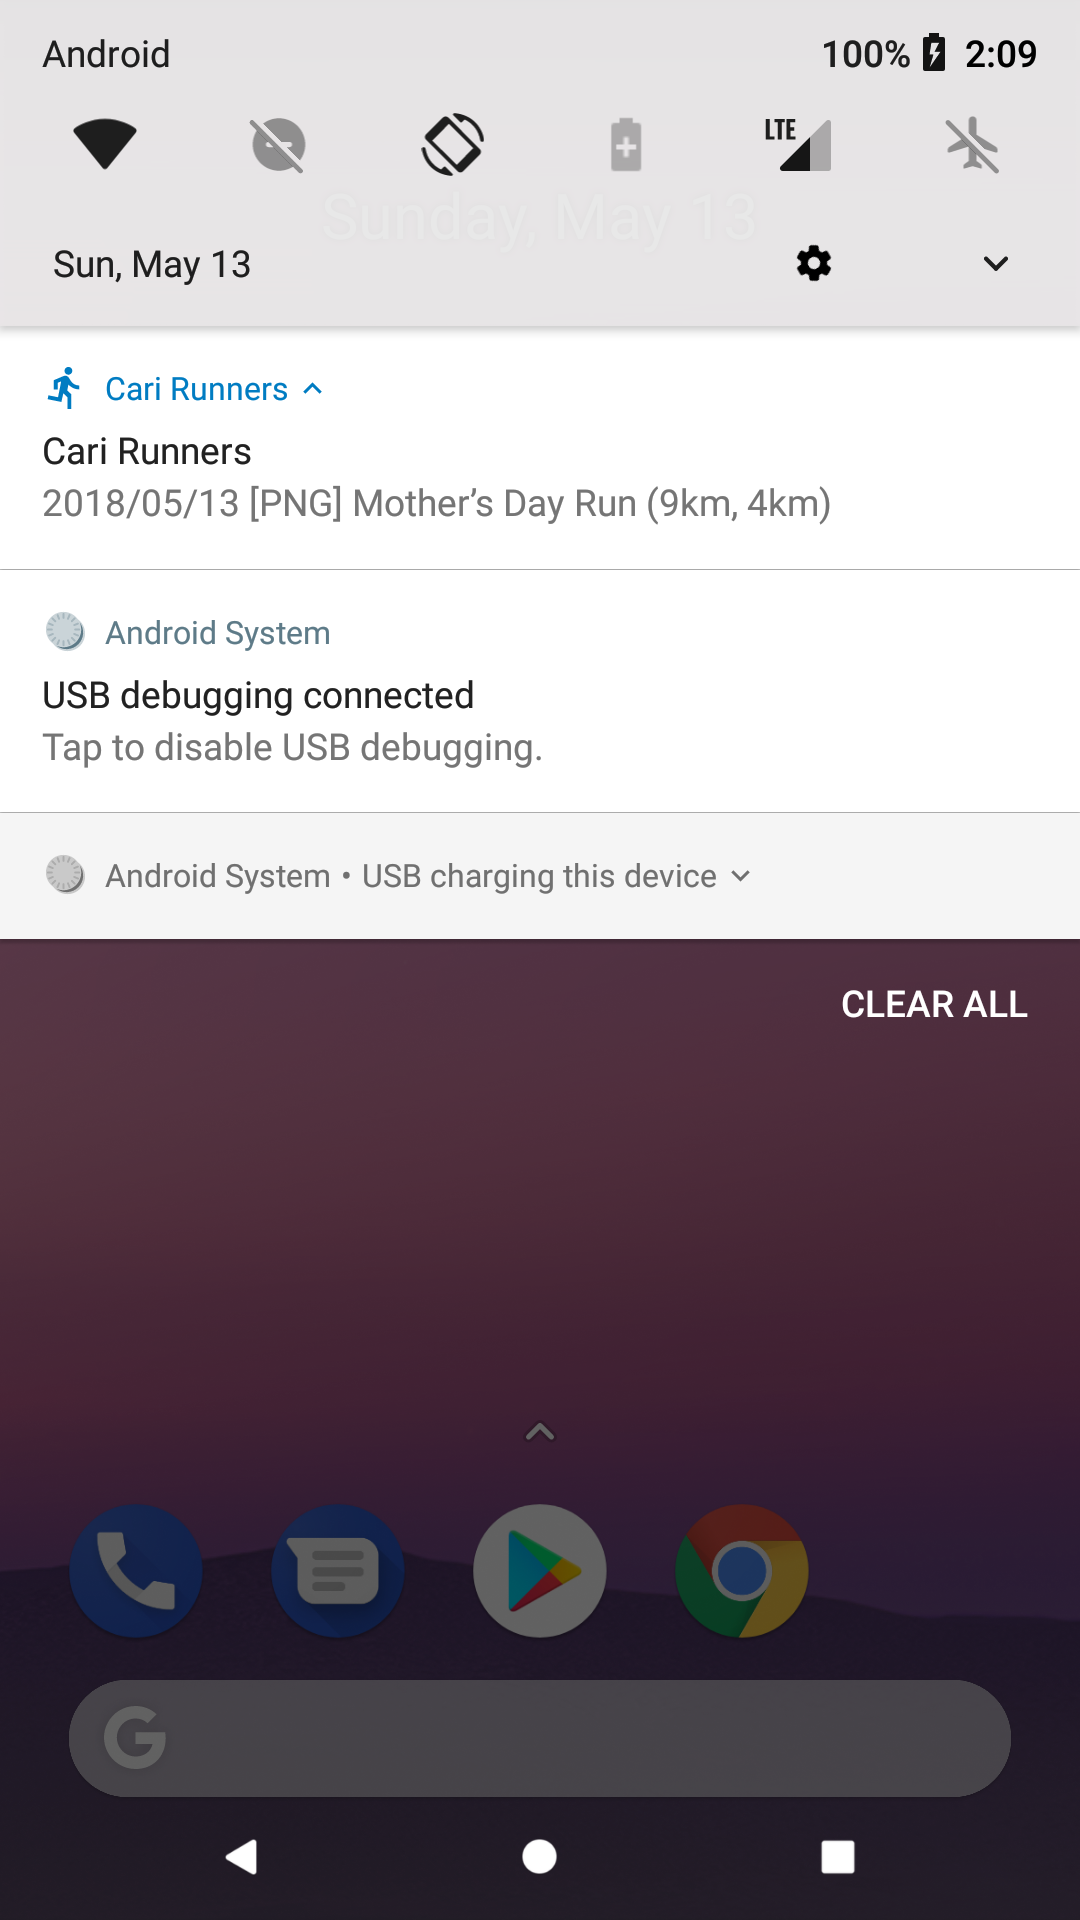 Android
100% 2:09
LTE
Sunday, May 13
Sun, May 13
Cari Runners
Cari Runners
2018/05/13 [PNG] Mother’s Day Run (9km, 4km)
Android System
USB debugging connected
Tap to disable USB debugging.
Android System • USB charging this device
CLEAR ALL
G